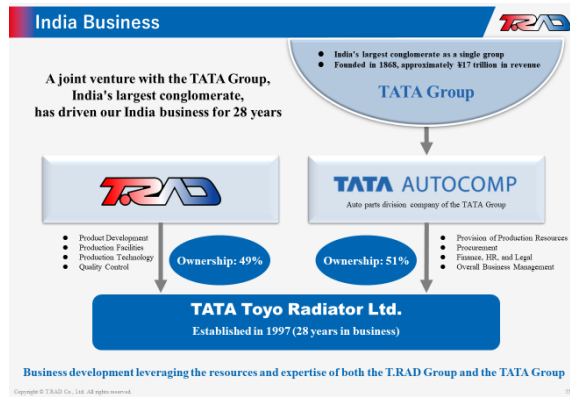 India Business
T.RAD
India's largest conglomerate as a single group
Founded in 1868, approximately ¥17 trillion in revenue
TATA Group
A joint venture with the TATA Group,
India's largest conglomerate,
has driven our India business for 28 years
T.RAD
TATA AUTOCOMP
Auto parts division company of the TATA Group
Product Development
Production Facilities
Production Technology
Quality Control
Ownership: 49%
Ownership: 51%
Provision of Production Resources
Procurement
Finance, HR, and Legal
Overall Business Management
TATA Toyo Radiator Ltd.
Established in 1997 (28 years in business)
Business development leveraging the resources and expertise of both the T.RAD Group and the TATA Group
Copyright © T.RAD Co., Ltd. All rights reserved.